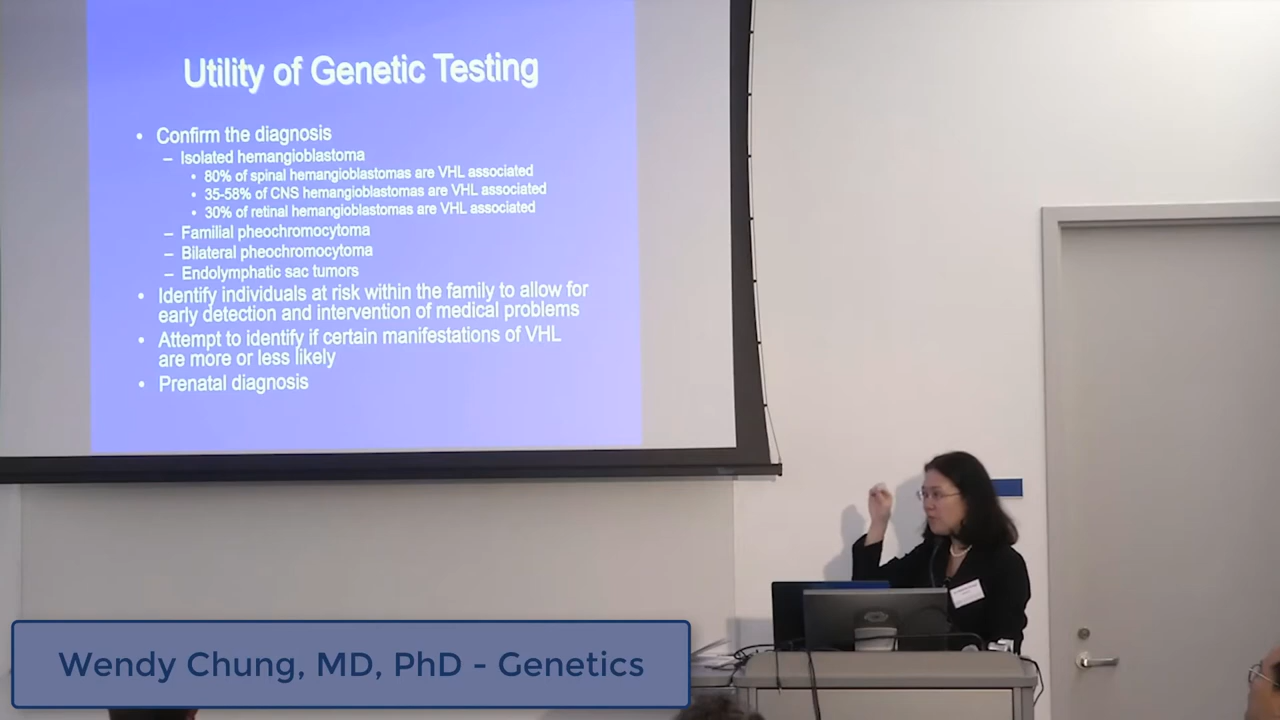 Utility of Genetic Testing
• Confirm the diagnosis
– Isolated hemangioblastoma
• 80% of spinal hemangioblastomas are VHL associated
• 35-58% of CNS hemangioblastomas are VHL associated
• 30% of retinal hemangioblastomas are VHL associated
– Familial pheochromocytoma
– Bilateral pheochromocytoma
– Endolymphatic sac tumors
• Identify individuals at risk within the family to allow for
early detection and intervention of medical problems
• Attempt to identify if certain manifestations of VHL
are more or less likely
• Prenatal diagnosis
Wendy Chung, MD, PhD - Genetics